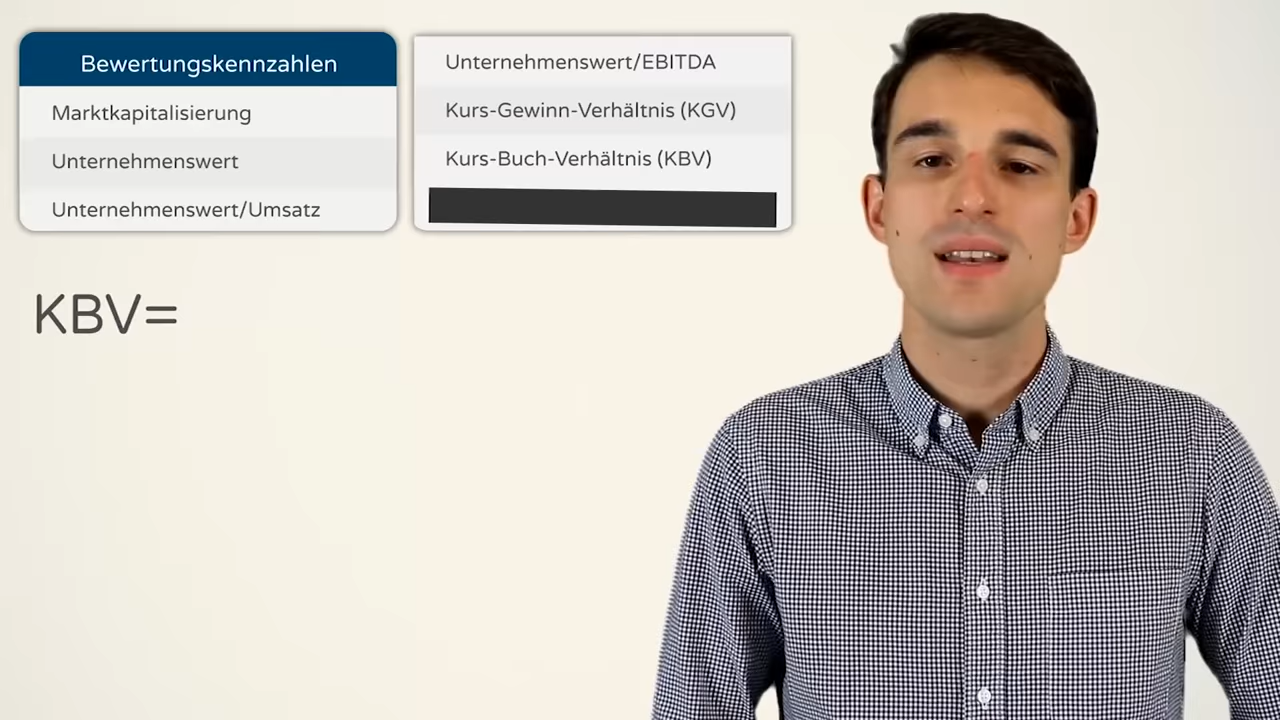 Bewertungskennzahlen
Marktkapitalisierung
Unternehmenswert
Unternehmenswert/Umsatz
Unternehmenswert/EBITDA
Kurs-Gewinn-Verhältnis (KGV)
Kurs-Buch-Verhältnis (KBV)
KBV=